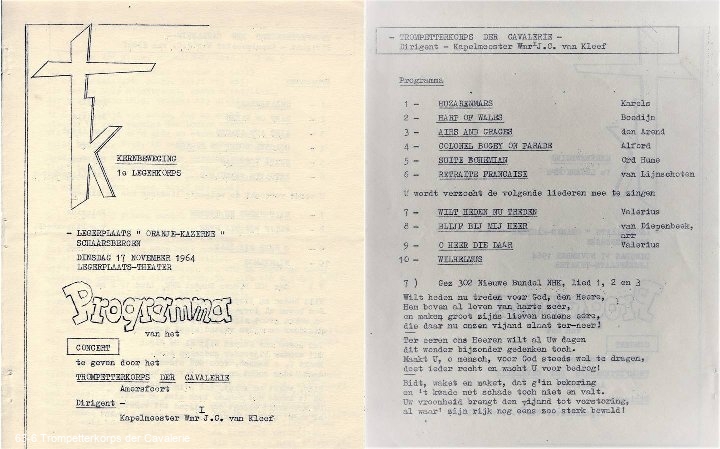 KERNBEWEGING
1e LEGERKORPS
- LEGERPLAATS " ORANJE-KAZERNE "
SCHAARSBERGEN
DINSDAG 17 NOVEMBER 1964
LEGERPLAATS-THEATER
Programma
van het
CONCERT
te geven door het
TROMPETTERKORPS DER CAVALERIE
Amersfoort
Dirigent -
I
Kapelmeester Wnr J.C. van Kleef
Trompetterkorps der Cavalerie
- TROMPETTERKORPS DER CAVALERIE -
Dirigent - Kapelmeester Wnr I J.C. van Kleef
Programma
1 - HUZARENMARS Karels
2 - HARP OF WALES Boedijn
3 - AIRS AND GRACES den Arend
4 - COLONEL BOGEY ON PARADE Alford
5 - SUITE BOHEMIAN Ord Hume
6 - RETRAITE FRANCAISE van Lijnschoten
U wordt verzocht de volgende liederen mee te zingen
7 - WILT HEDEN NU TREDEN Valerius
8 - BLIJF BIJ MIJ HEER van Diepenbeek,
arr
9 - O HEER DIE DAAR Valerius
10 - WILHELMUS
7 ) Gez 302 Nieuwe Bundel NHK, lied 1, 2 en 3
Wilt heden nu treden voor God, den Heere,
Hem boven al loven van harte zeer,
en maken groot zijns lieven namens eere,
die daar nu onzen vijand slaat ter-neer!
Ter eeren ons Heeren wilt al Uw dagen
dit wonder bijzonder gedenken toch.
Maakt U, o mensch, voor God steeds wel te dragen,
doet ieder recht en wacht U voor bedrog!
Bidt, waket en maket, dat g'in bekoring
en 't kwade met schade toch niet en valt.
Uw vroomheid brengt den vijand tot verstoring,
al waar' zijn rijk nog eens zoo sterk bewald!